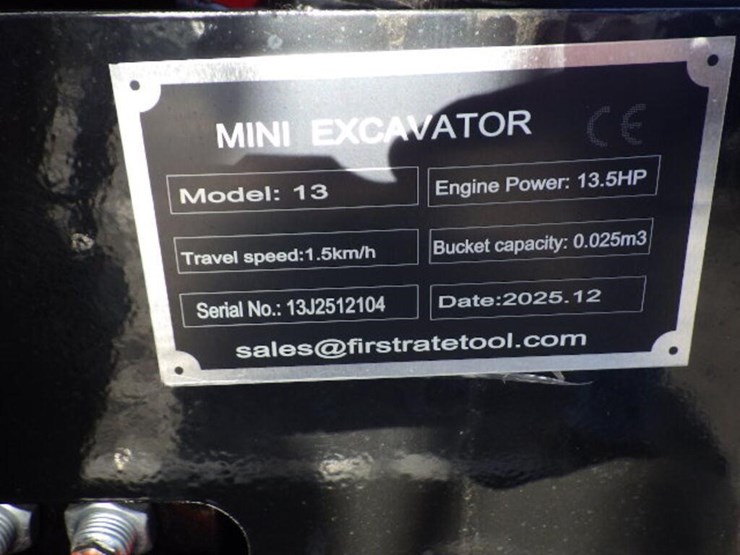 MINI EXCAVATOR CE
Model: 13
Engine Power: 13.5HP
Travel speed:1.5km/h
Bucket capacity: 0.025m3
Serial No.: 13J2512104
Date:2025.12
sales@firstratetool.com